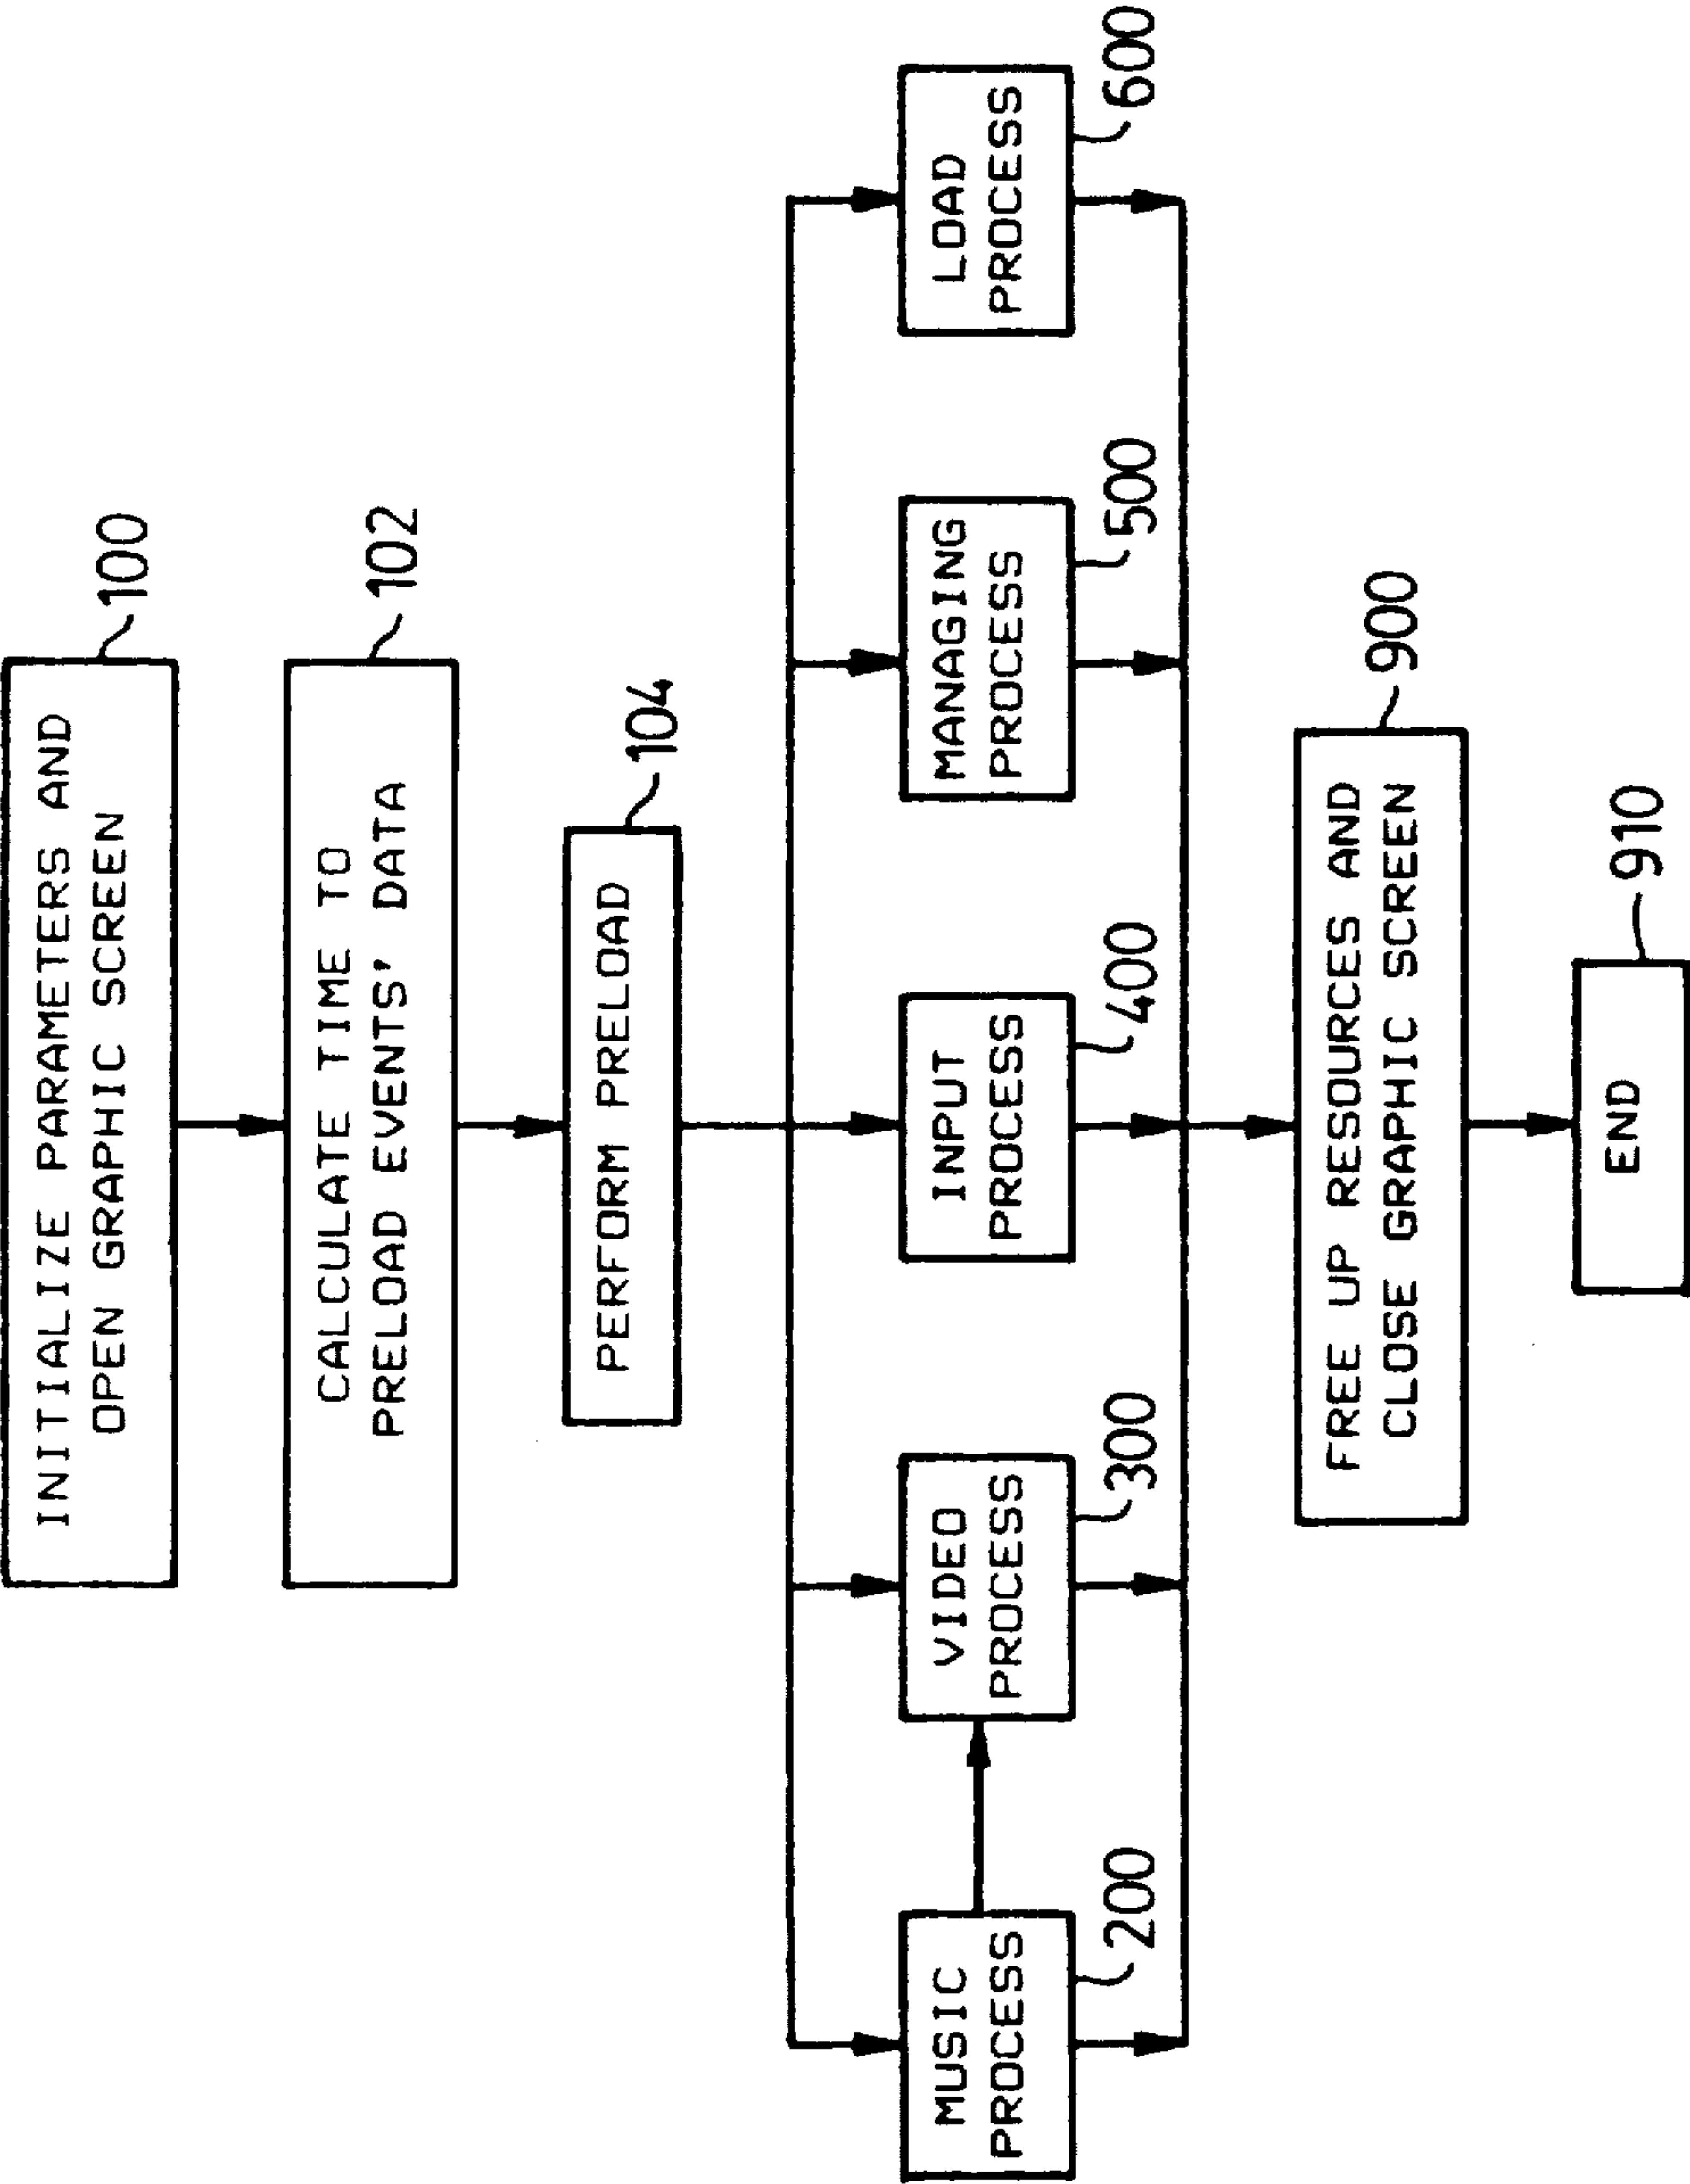 INITIALIZE PARAMETERS AND
OPEN GRAPHIC SCREEN
100
CALCULATE TIME TO
PRELOAD EVENTS' DATA
102
PERFORM PRELOAD
104
MUSIC
PROCESS
200
VIDEO
PROCESS
300
INPUT
PROCESS
400
MANAGING
PROCESS
500
LOAD
PROCESS
600
FREE UP RESOURCES AND
CLOSE GRAPHIC SCREEN
900
END
910